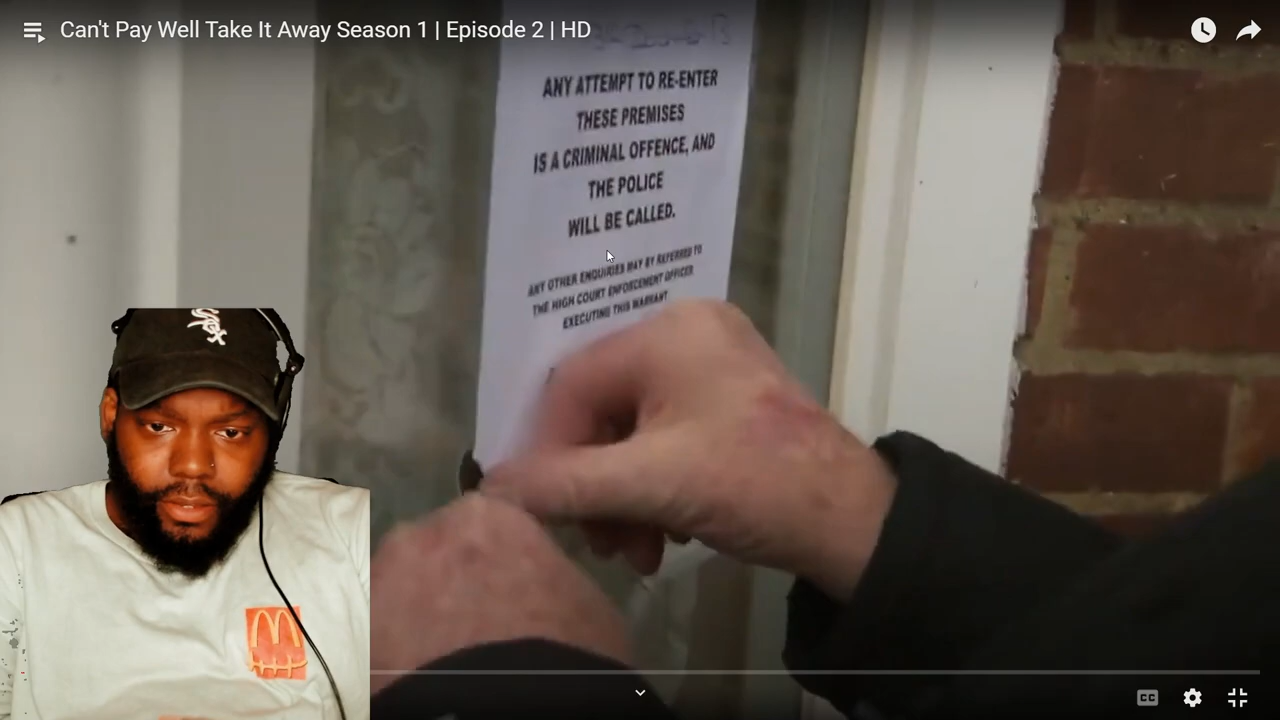 Can't Pay Well Take It Away Season 1 | Episode 2 | HD
ANY ATTEMPT TO RE-ENTER
THESE PREMISES
IS A CRIMINAL OFFENCE, AND
THE POLICE
WILL BE CALLED.
ANY OTHER ENQUIRIES MAY BY REFERRED TO
THE HIGH COURT ENFORCEMENT OFFICER
EXECUTING THIS WARRANT
Sox
CC